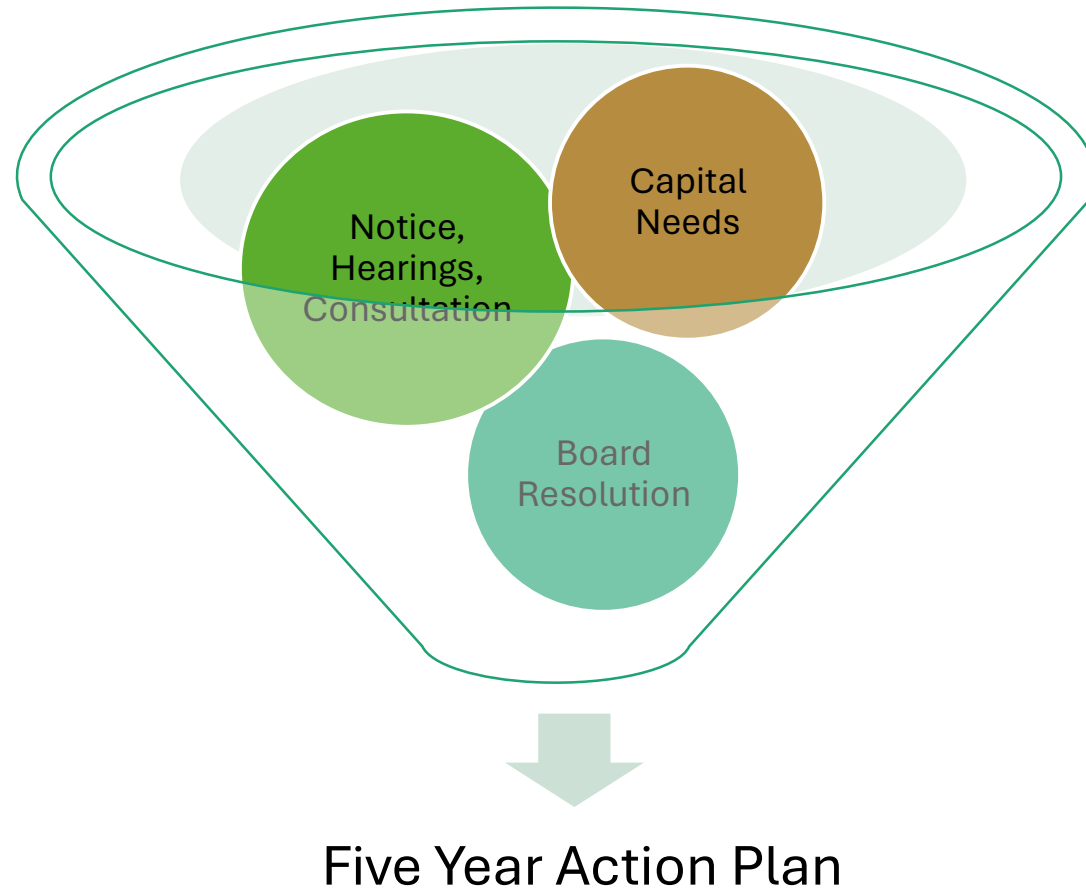 Notice,
Hearings,
Consultation
Capital
Needs
Board
Resolution
Five Year Action Plan